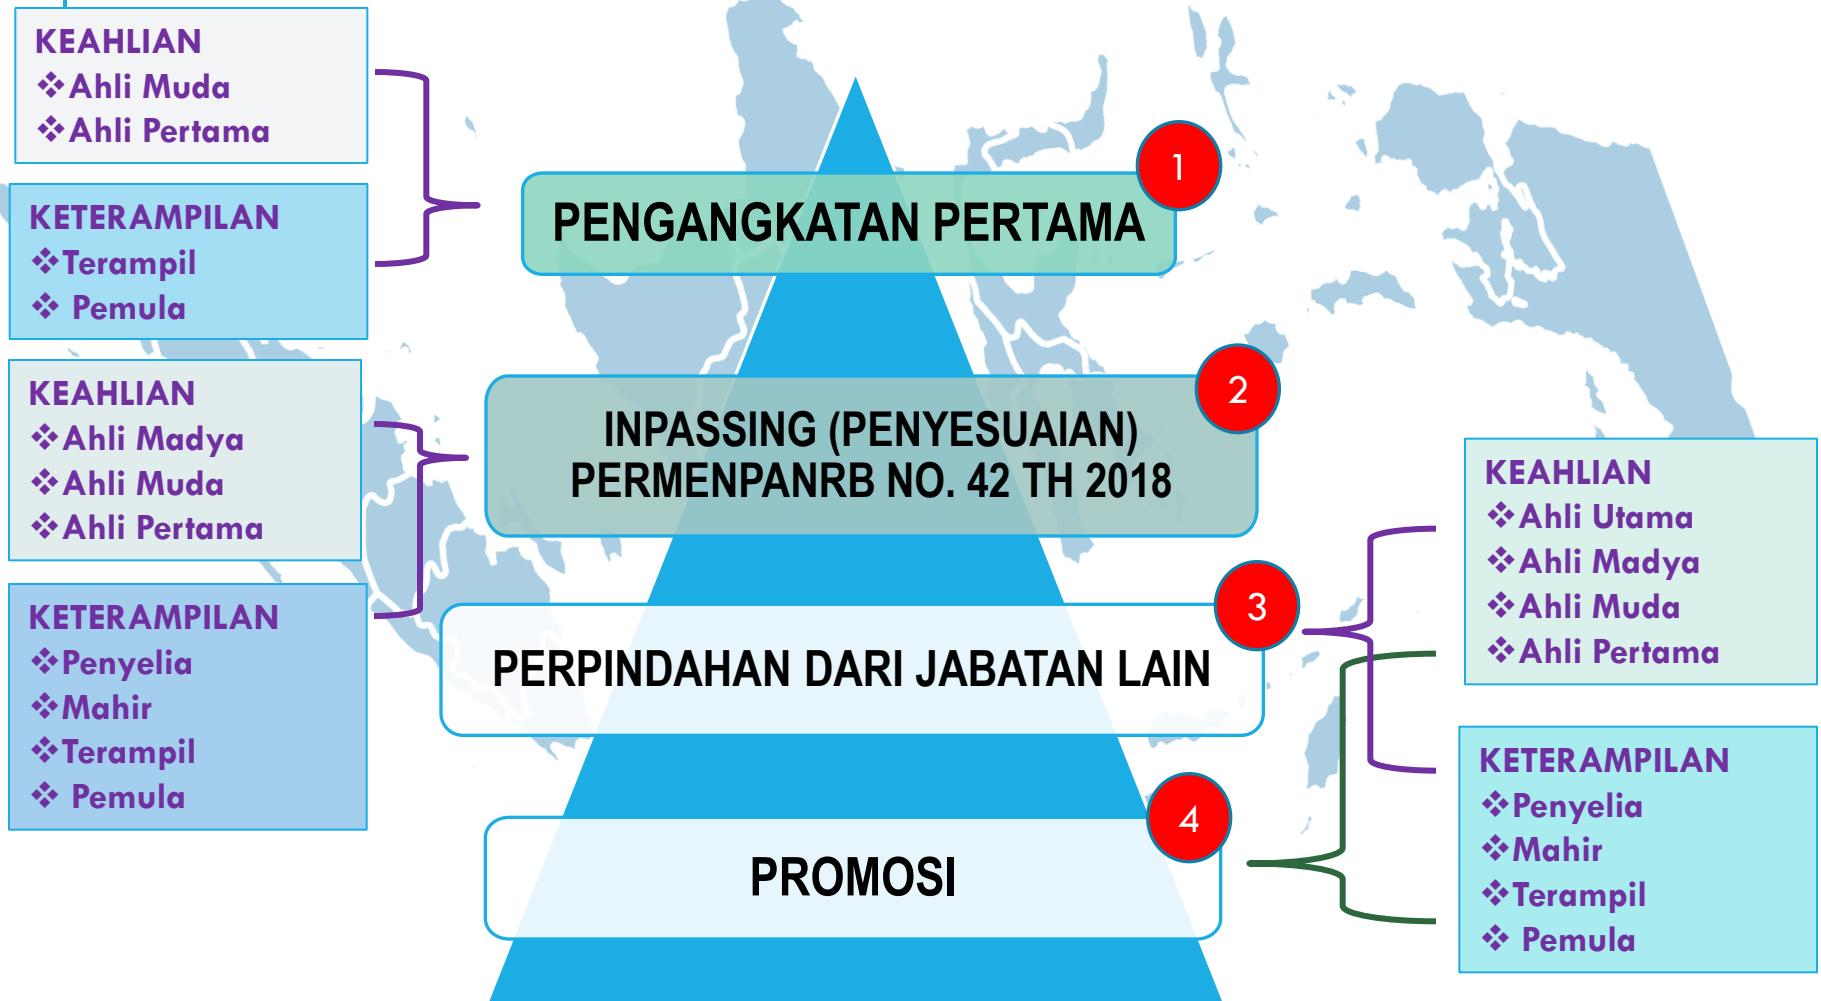 KEAHLIAN
❖Ahli Muda
❖Ahli Pertama
KETERAMPILAN
❖Terampil
❖ Pemula
KEAHLIAN
❖Ahli Madya
❖Ahli Muda
❖Ahli Pertama
KETERAMPILAN
❖Penyelia
❖Mahir
❖Terampil
❖ Pemula
1
PENGANGKATAN PERTAMA
2
INPASSING (PENYESUAIAN)
PERMENPANRB NO. 42 TH 2018
3
PERPINDAHAN DARI JABATAN LAIN
4
PROMOSI
KEAHLIAN
❖Ahli Utama
❖Ahli Madya
❖Ahli Muda
❖Ahli Pertama
KETERAMPILAN
❖Penyelia
❖Mahir
❖Terampil
❖ Pemula